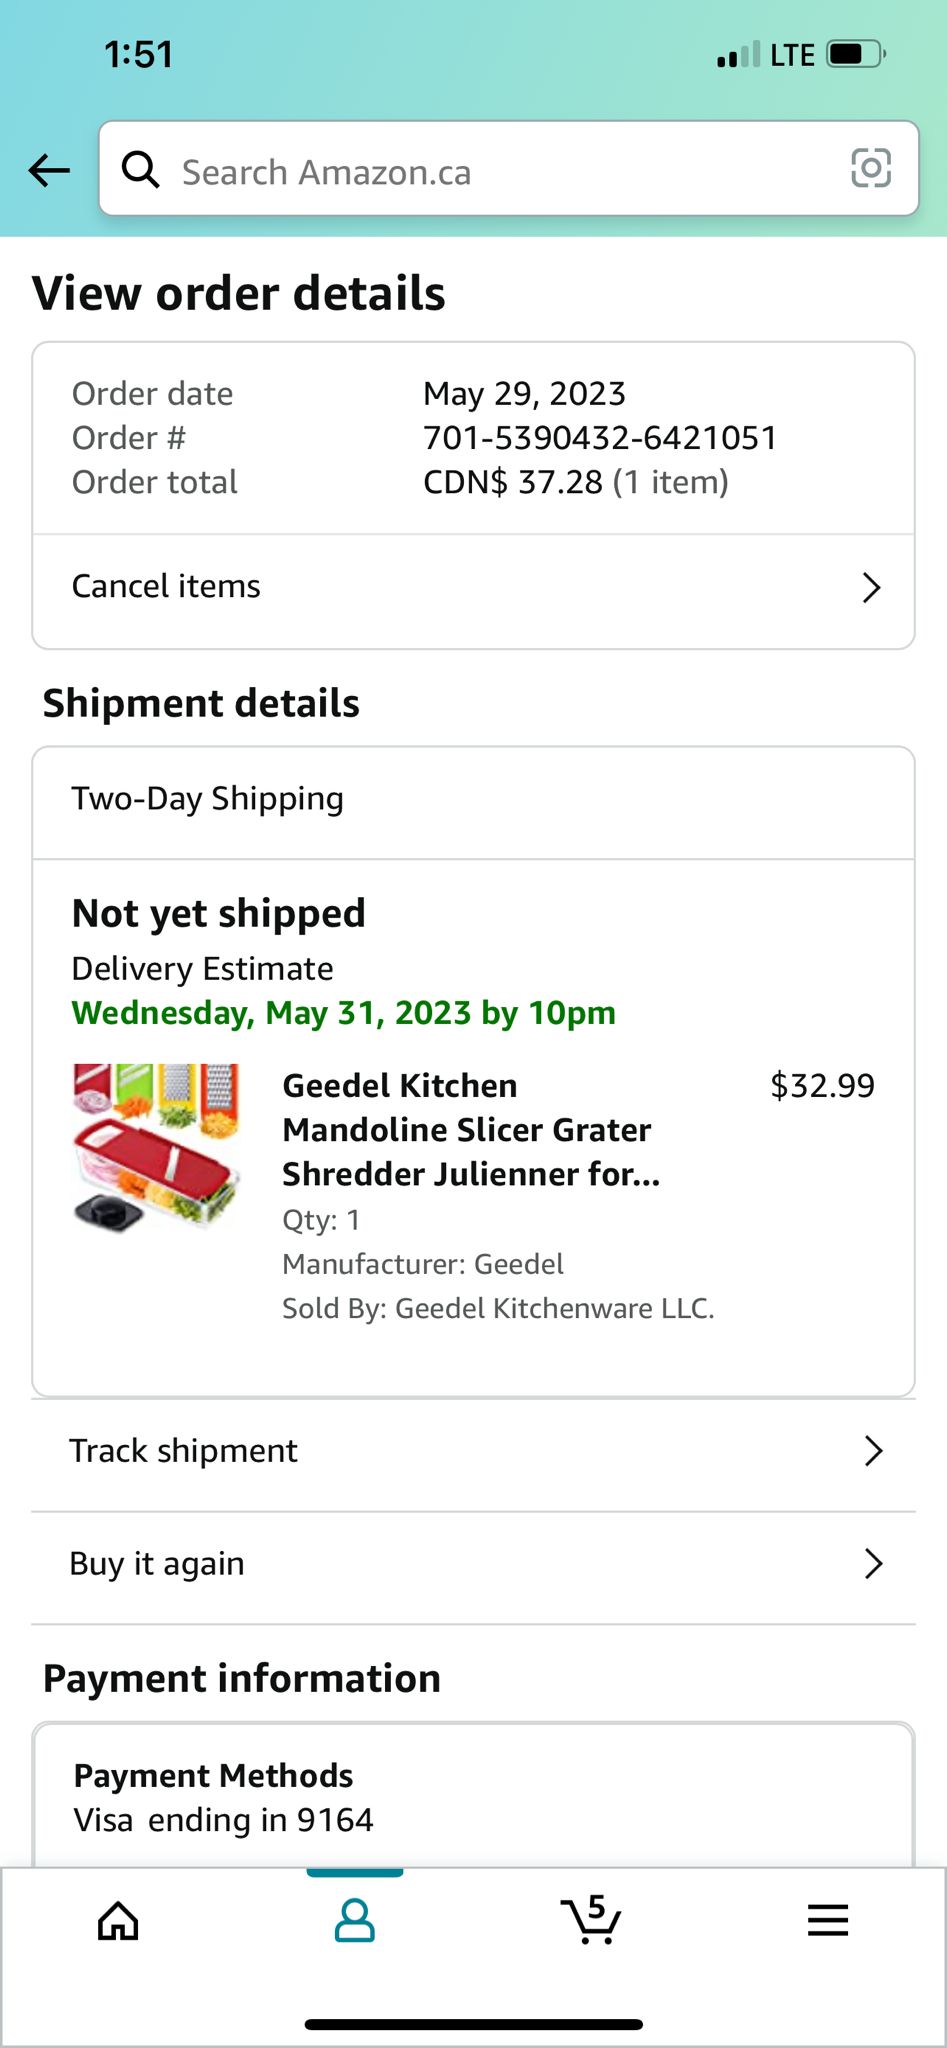 1:51
LTE
Search Amazon.ca
View order details
Order date May 29, 2023
Order # 701-5390432-6421051
Order total CDN$ 37.28 (1 item)
Cancel items
Shipment details
Two-Day Shipping
Not yet shipped
Delivery Estimate
Wednesday, May 31, 2023 by 10pm
Geedel Kitchen $32.99
Mandoline Slicer Grater
Shredder Julienner for...
Qty: 1
Manufacturer: Geedel
Sold By: Geedel Kitchenware LLC.
Track shipment
Buy it again
Payment information
Payment Methods
Visa ending in 9164
5